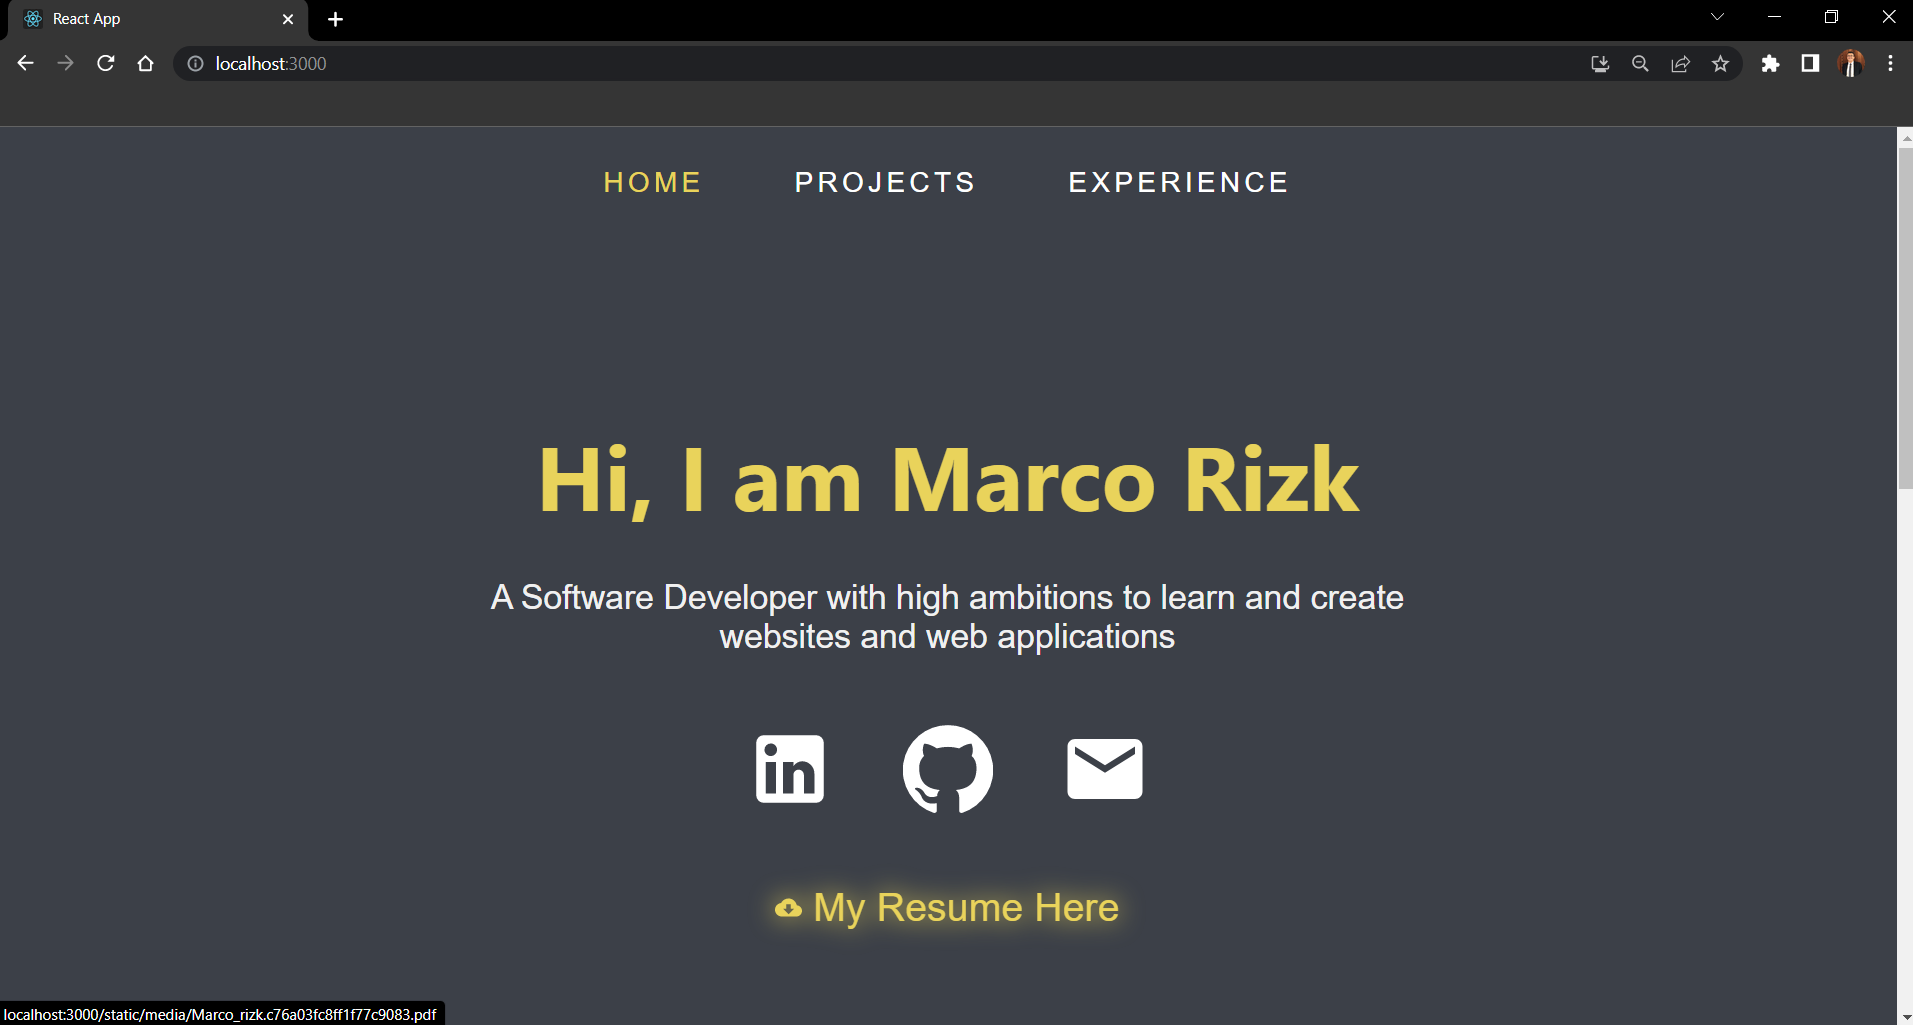 React App
localhost:3000
HOME PROJECTS EXPERIENCE
Hi, I am Marco Rizk
A Software Developer with high ambitions to learn and create
websites and web applications
in
My Resume Here
localhost:3000/static/media/Marco_rizk.c76a03fc8ff1f77c9083.pdf